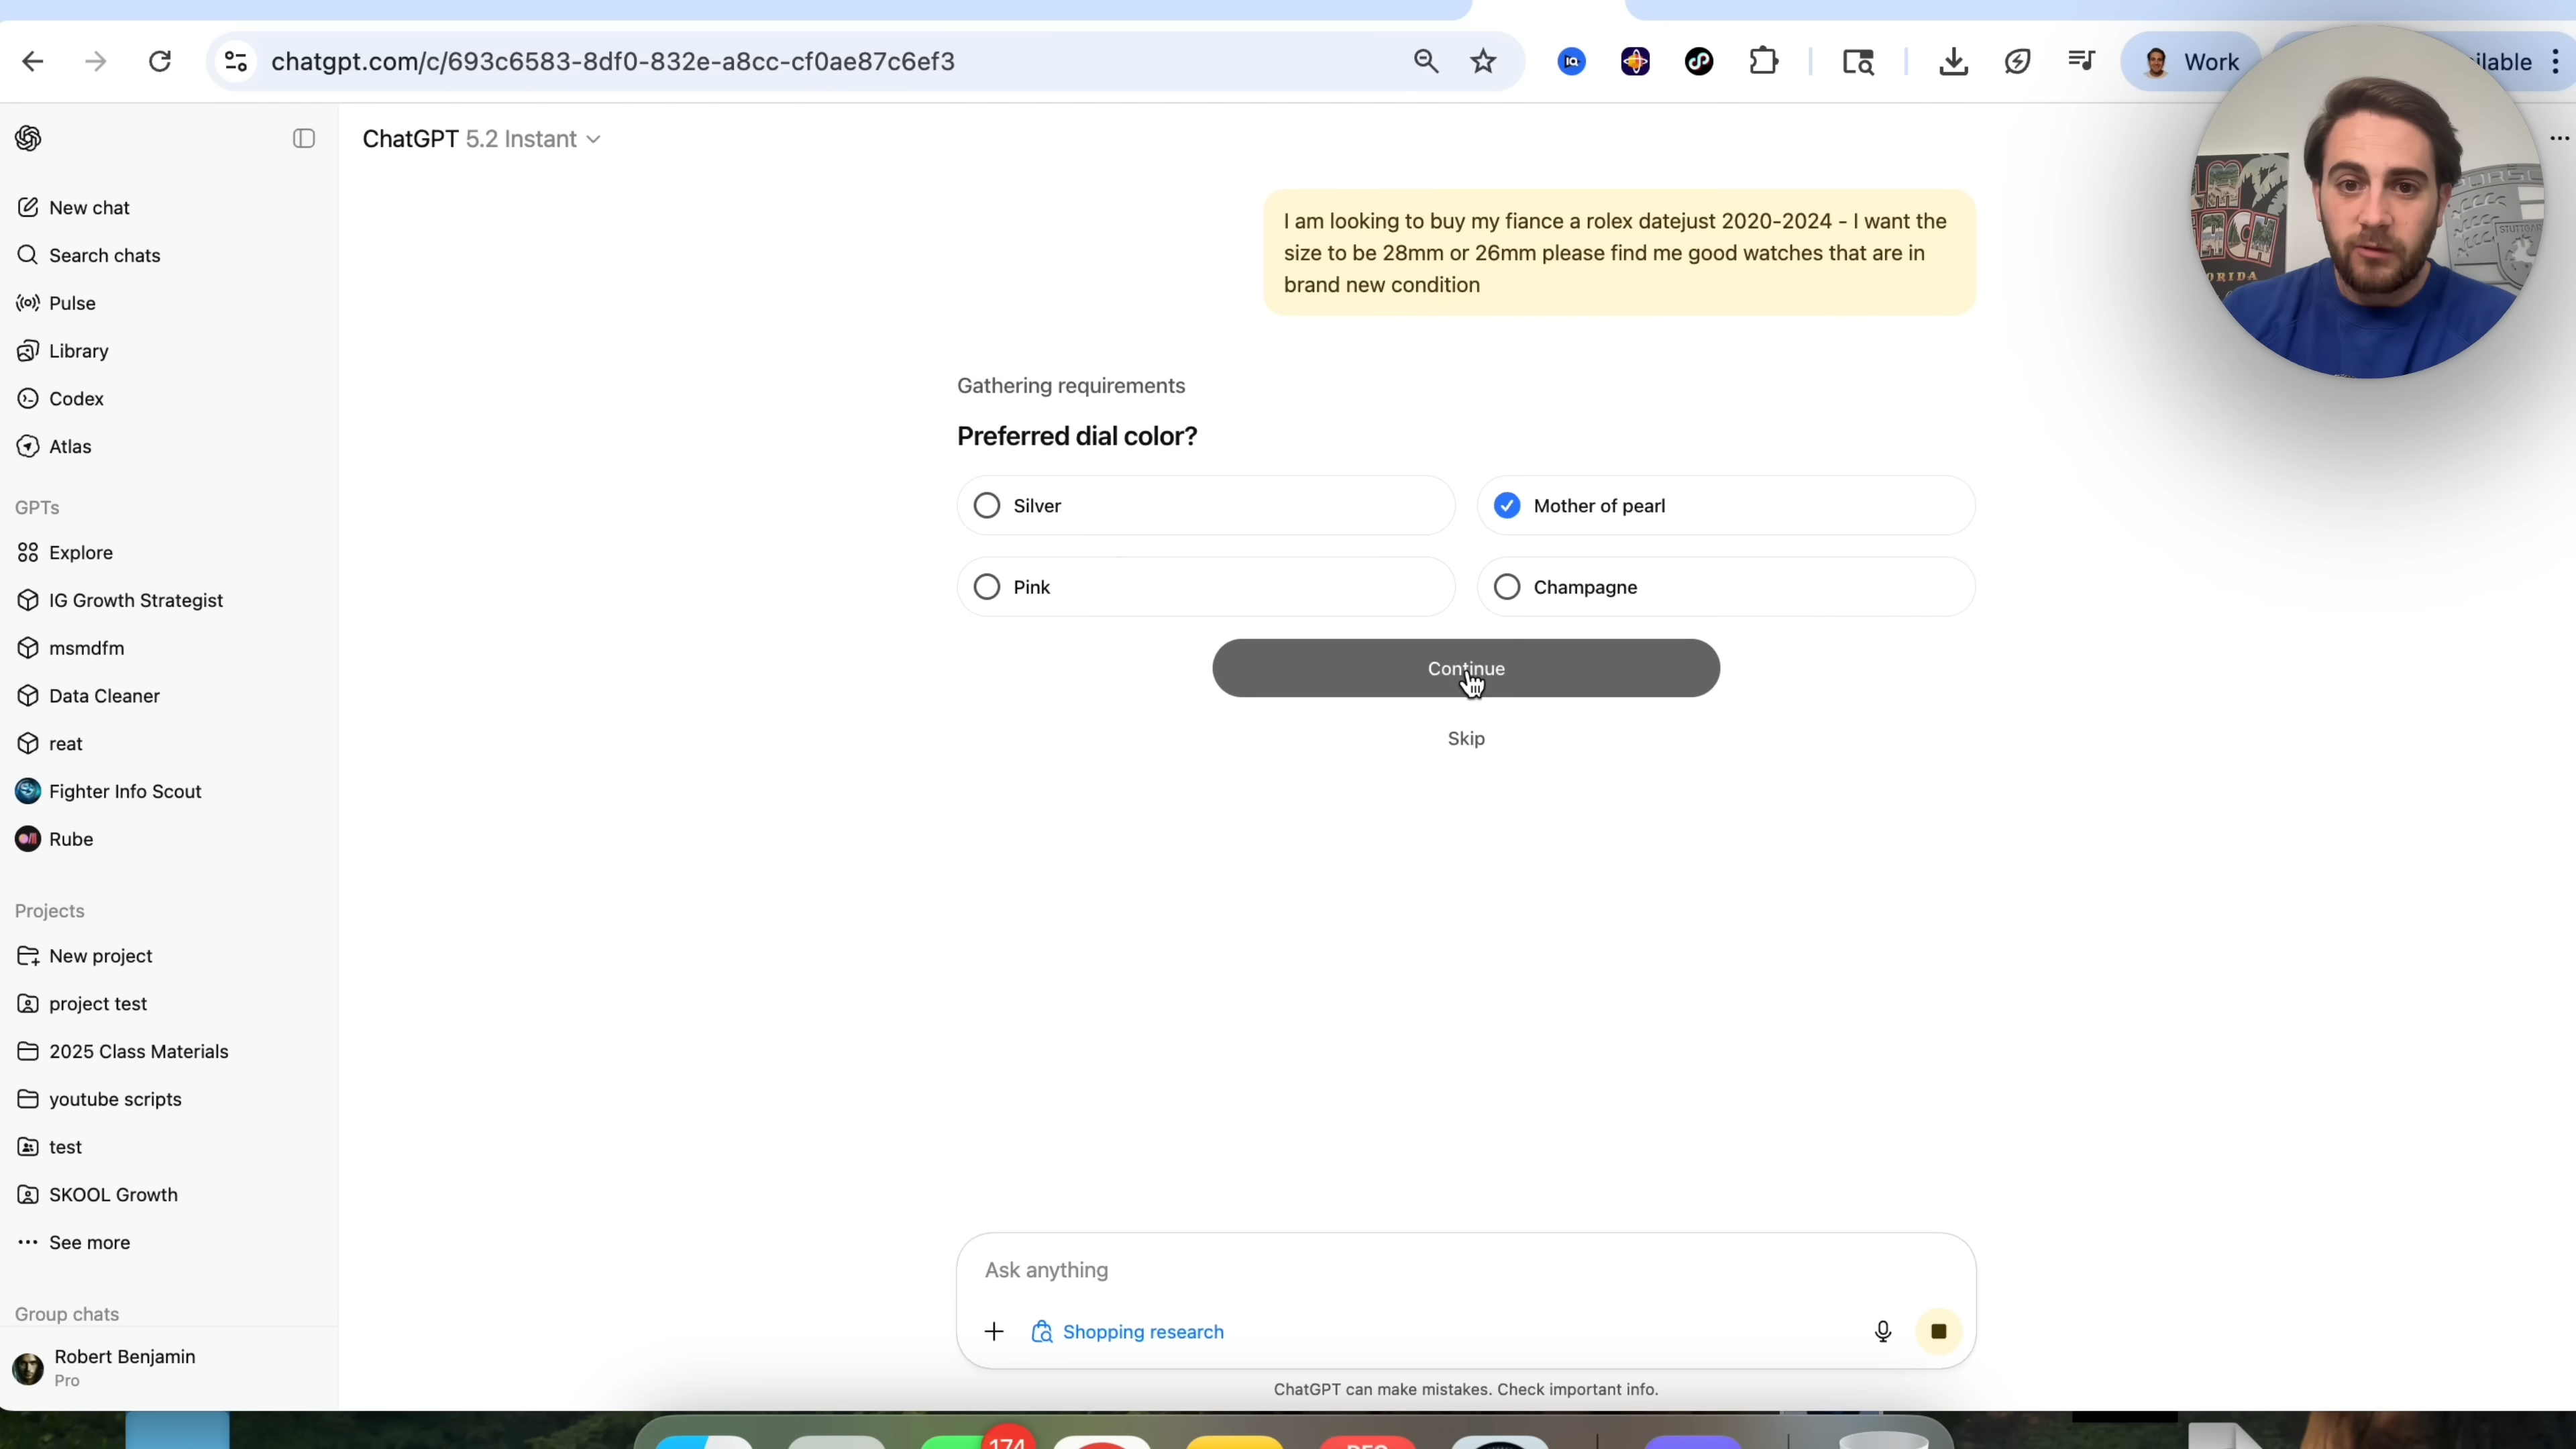 chatgpt.com/c/693c6583-8df0-832e-a8cc-cf0ae87c6ef3
Work
ilable
ChatGPT 5.2 Instant
New chat
Search chats
Pulse
Library
Codex
Atlas
GPTs
Explore
IG Growth Strategist
msmdfm
Data Cleaner
reat
Fighter Info Scout
Rube
Projects
New project
project test
2025 Class Materials
youtube scripts
test
SKOOL Growth
See more
Group chats
Robert Benjamin
Pro
I am looking to buy my fiance a rolex datejust 2020-2024 - I want the
size to be 28mm or 26mm please find me good watches that are in
brand new condition
Gathering requirements
Preferred dial color?
Silver
Mother of pearl
Pink
Champagne
Continue
Skip
Ask anything
Shopping research
ChatGPT can make mistakes. Check important info.
174
STUTTGART